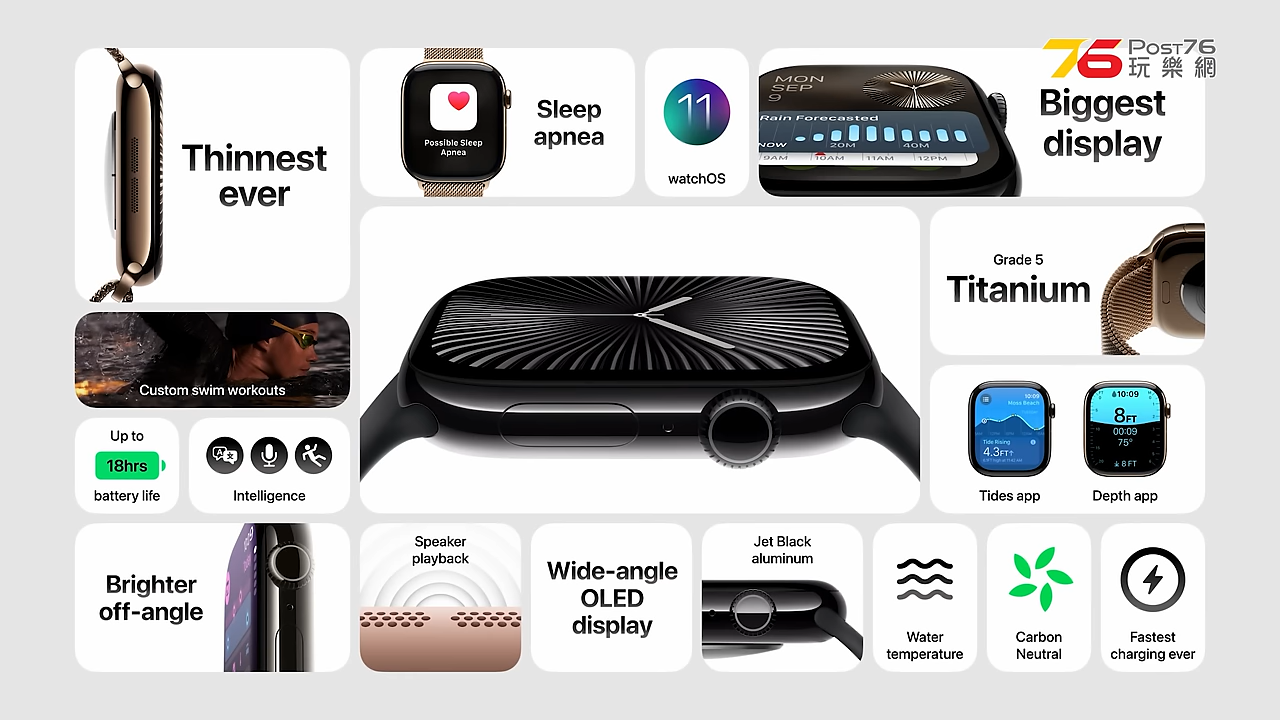 POST76
玩樂網
Thinnest
ever
Possible Sleep
Apnea
Sleep
apnea
11
watchOS
MON
SEP
9
Rain Forecasted
NOW
20M
40M
9AM
10AM
11AM
12PM
Biggest
display
Grade 5
Titanium
Custom swim workouts
Up to
18hrs
battery life
Intelligence
Moss Beach
Tide Rising
4.3FT↑
Tides app
10:09
8FT
00:09
75°
8 FT
Depth app
Brighter
off-angle
Speaker
playback
Wide-angle
OLED
display
Jet Black
aluminum
Water
temperature
Carbon
Neutral
Fastest
charging ever